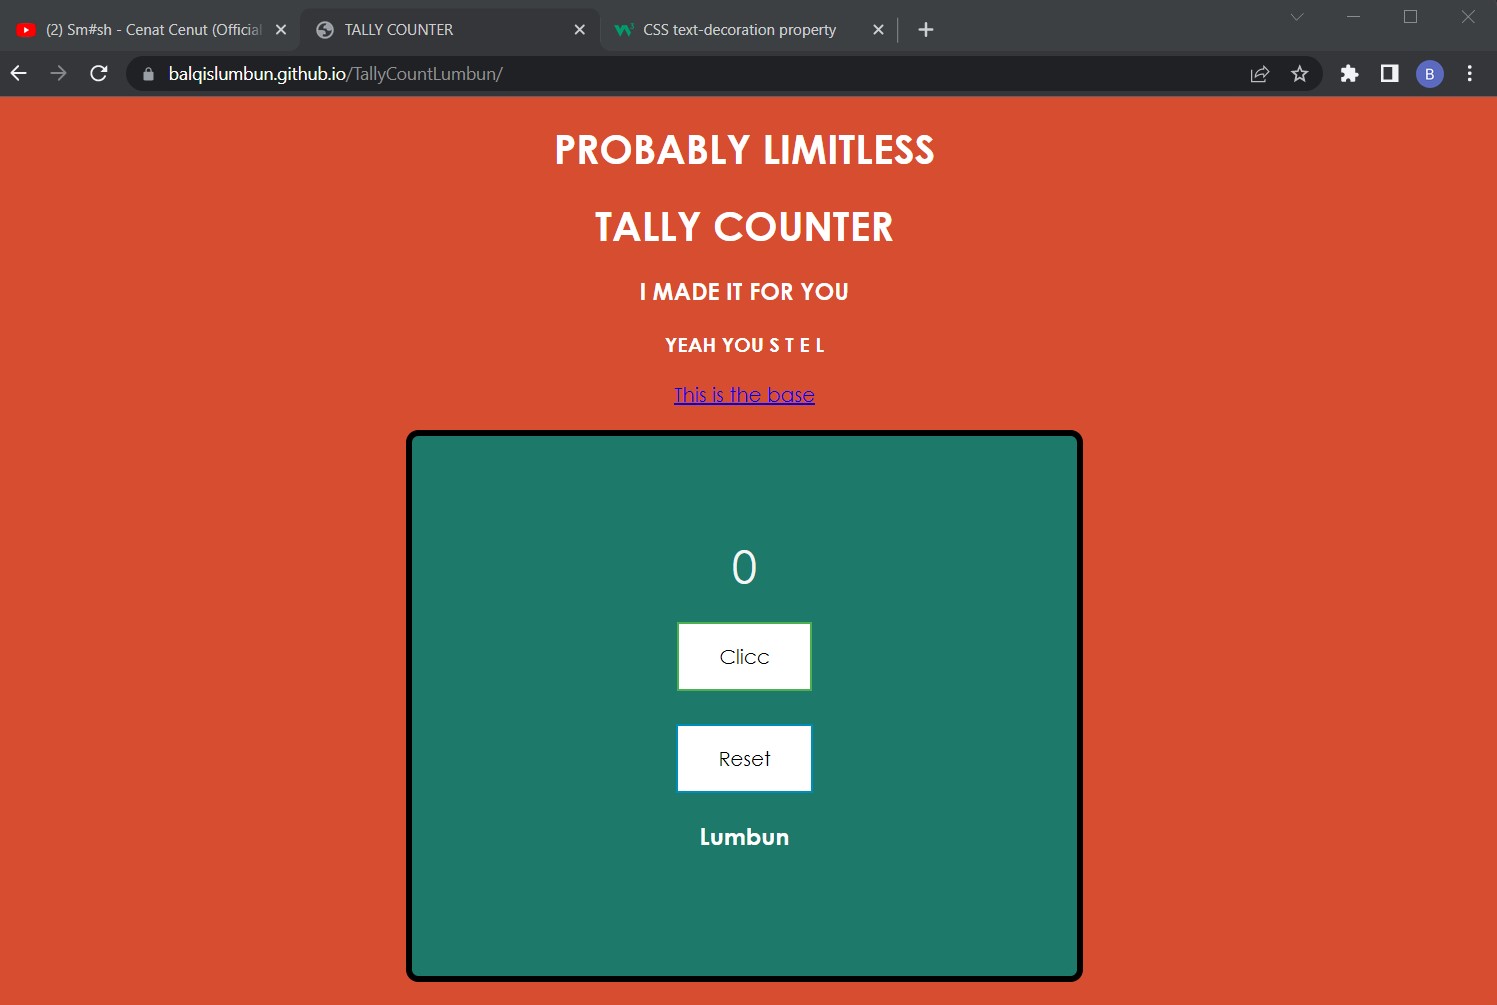 (2) Sm#sh - Cenat Cenut (Official
TALLY COUNTER
CSS text-decoration property
balqislumbun.github.io/TallyCountLumbun/
B
PROBABLY LIMITLESS
TALLY COUNTER
I MADE IT FOR YOU
YEAH YOU S T E L
This is the base
0
Clicc
Reset
Lumbun